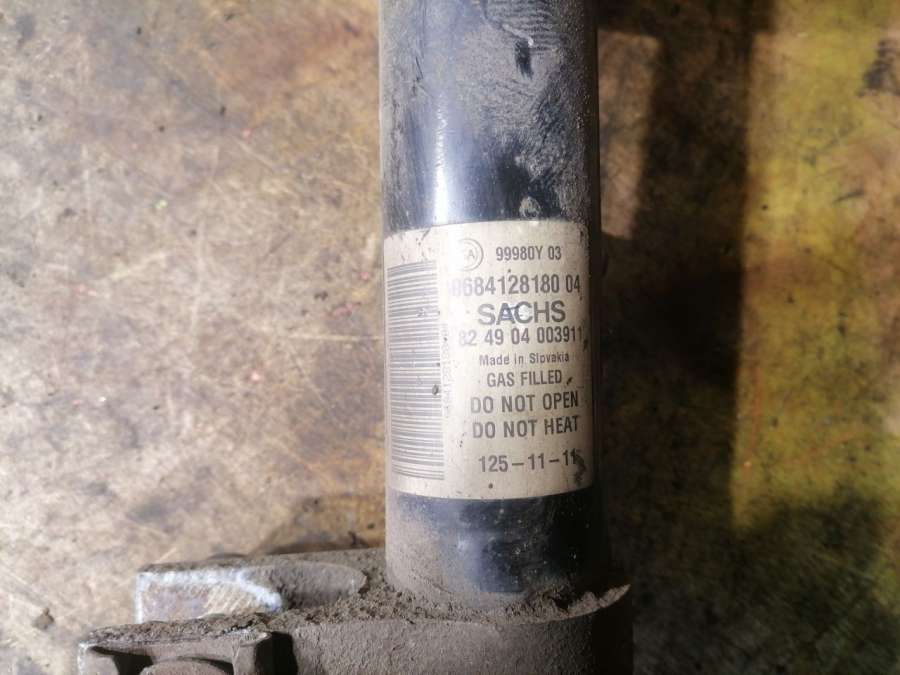 99980Y 03
9684128180 04
SACHS
82 49 04 003911
Made in Slovakia
GAS FILLED
DO NOT OPEN
DO NOT HEAT
125-11-11